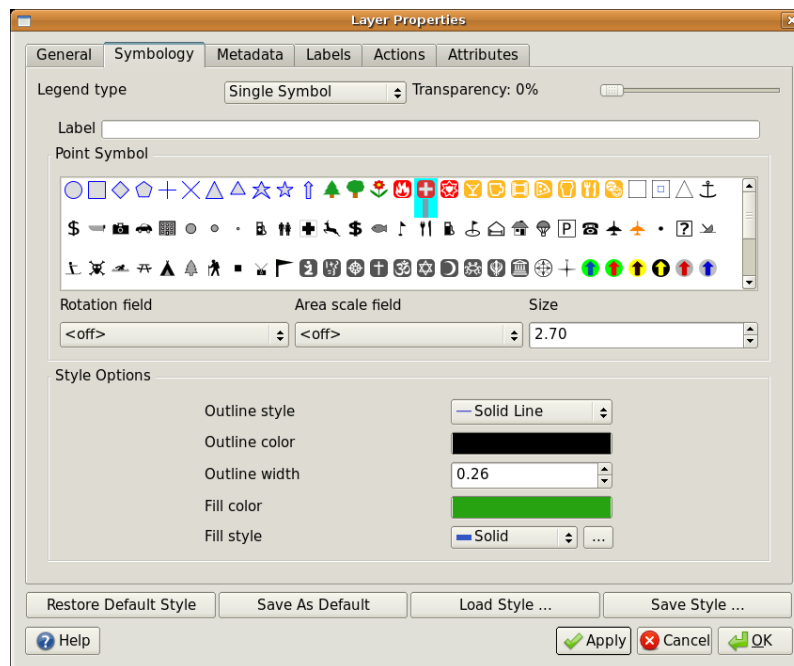 Layer Properties
General Symbology Metadata Labels Actions Attributes
Legend type Single Symbol Transparency: 0%
Label
Point Symbol
Rotation field Area scale field Size
<off> <off> 2.70
Style Options
Outline style Solid Line
Outline color
Outline width 0.26
Fill color
Fill style Solid ...
Restore Default Style Save As Default Load Style ... Save Style ...
Help Apply Cancel OK